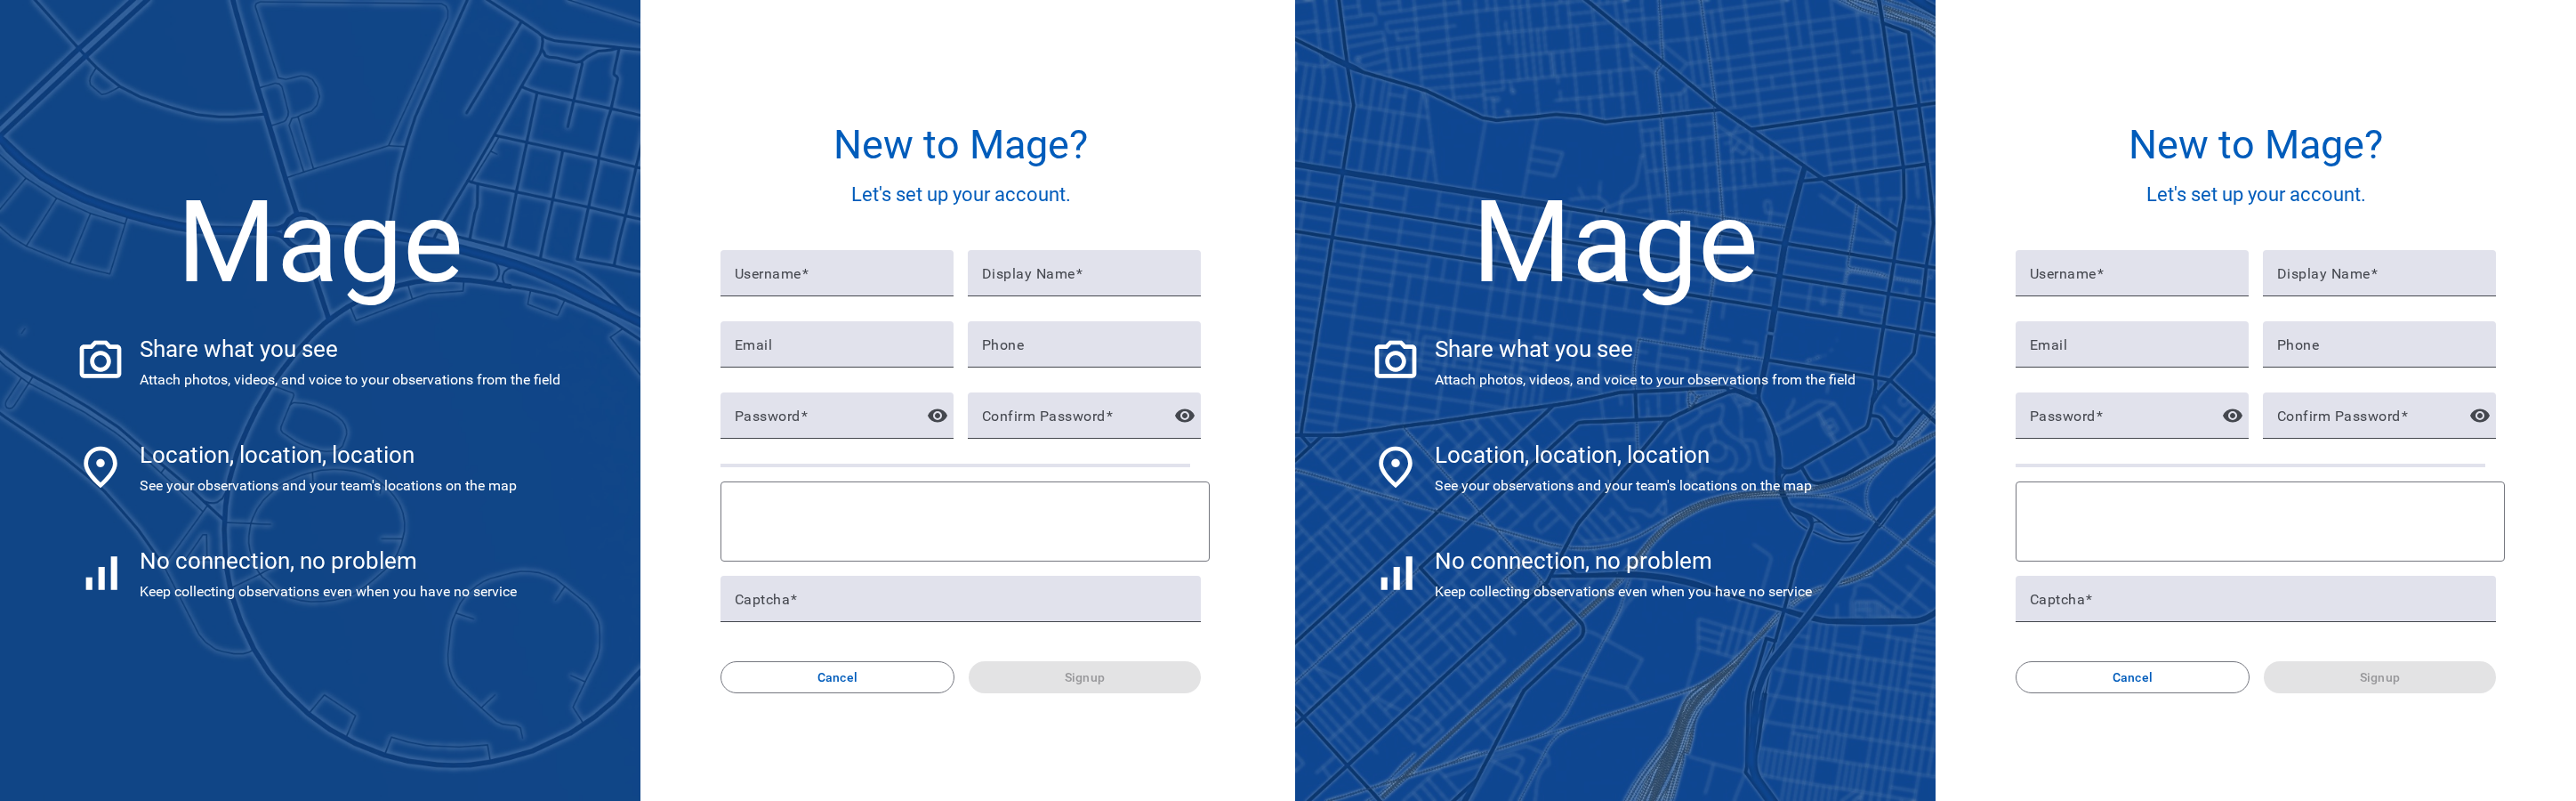 Mage
Share what you see
Attach photos, videos, and voice to your observations from the field
Location, location, location
See your observations and your team's locations on the map
No connection, no problem
Keep collecting observations even when you have no service
New to Mage?
Let's set up your account.
Username*
Display Name*
Email
Phone
Password*
Confirm Password*
Captcha*
Cancel
Signup
Mage
Share what you see
Attach photos, videos, and voice to your observations from the field
Location, location, location
See your observations and your team's locations on the map
No connection, no problem
Keep collecting observations even when you have no service
New to Mage?
Let's set up your account.
Username*
Display Name*
Email
Phone
Password*
Confirm Password*
Captcha*
Cancel
Signup